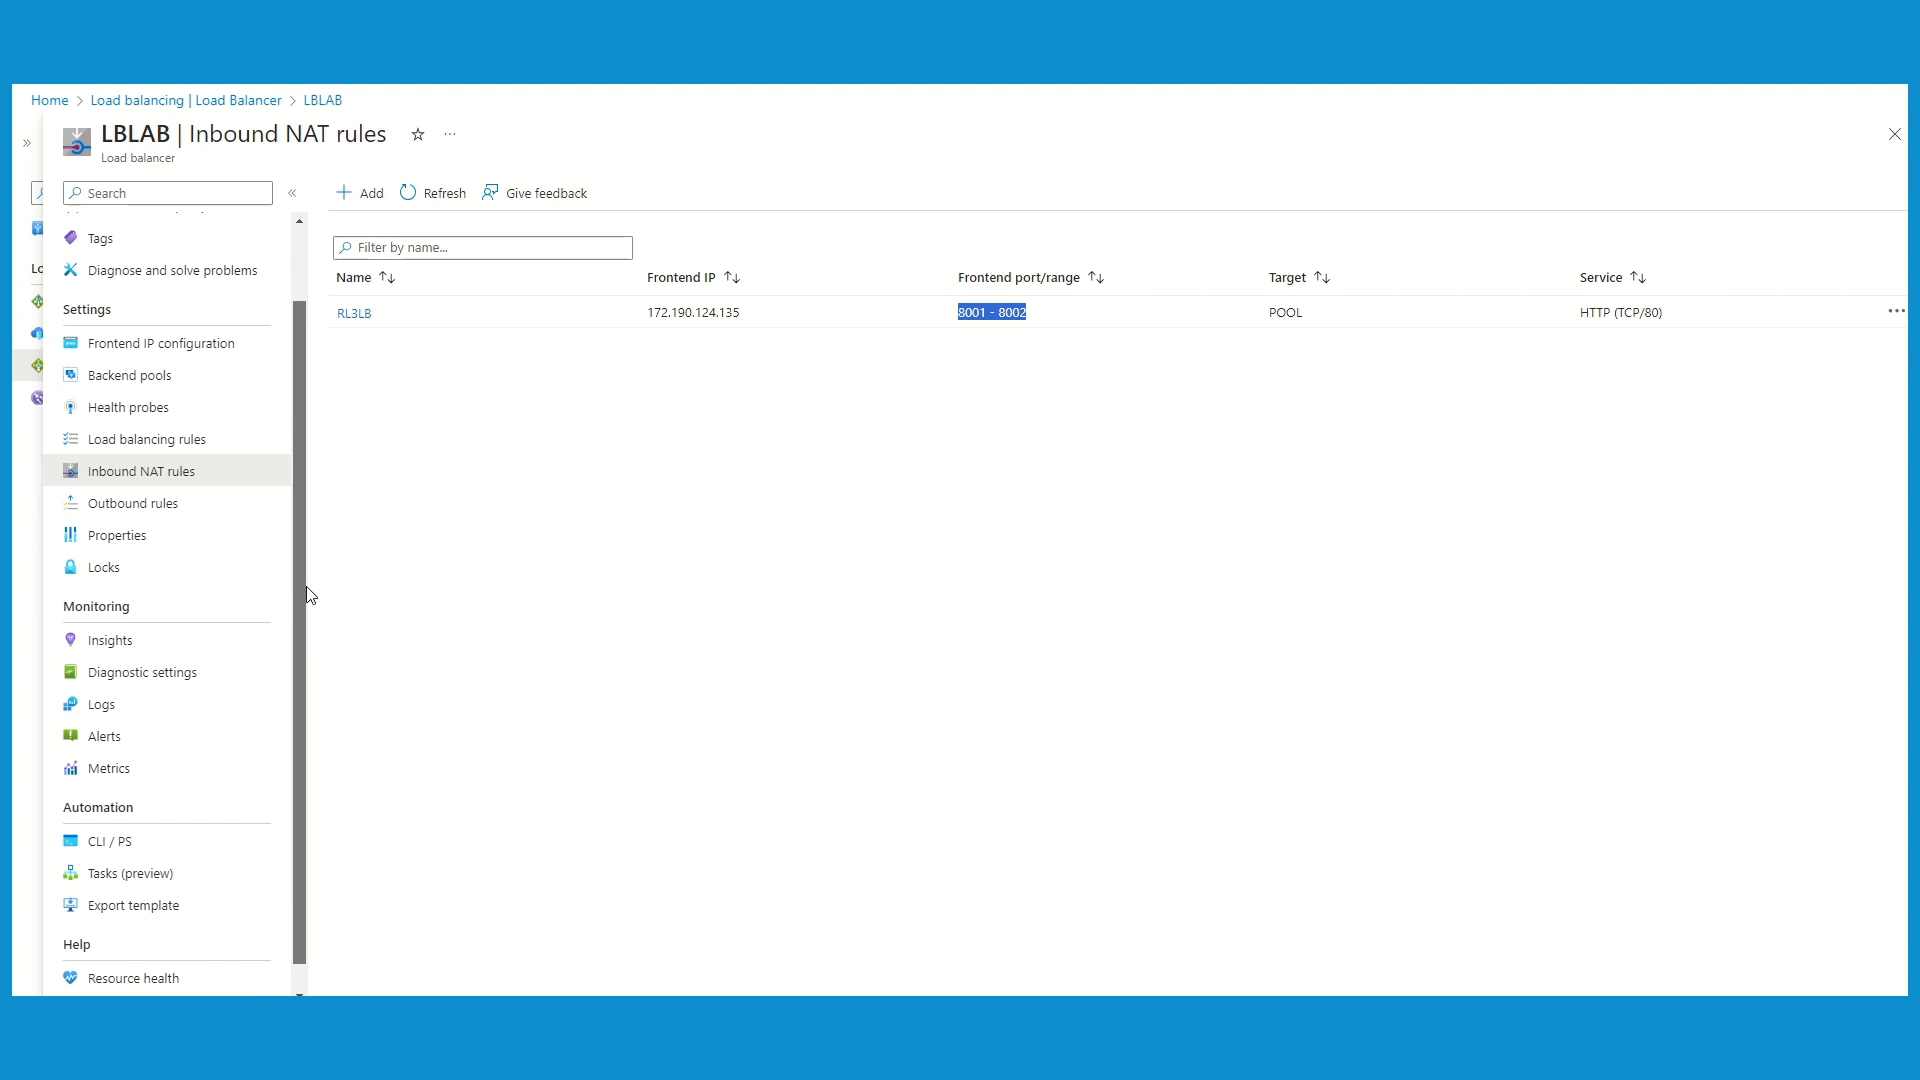 Home > Load balancing | Load Balancer > LBLAB
LBLAB | Inbound NAT rules
Load balancer
Search
Add
Refresh
Give feedback
Tags
Diagnose and solve problems
Settings
Frontend IP configuration
Backend pools
Health probes
Load balancing rules
Inbound NAT rules
Outbound rules
Properties
Locks
Monitoring
Insights
Diagnostic settings
Logs
Alerts
Metrics
Automation
CLI / PS
Tasks (preview)
Export template
Help
Resource health
Filter by name...
Name Frontend IP Frontend port/range Target Service
RL3LB 172.190.124.135 8001 - 8002 POOL HTTP (TCP/80)